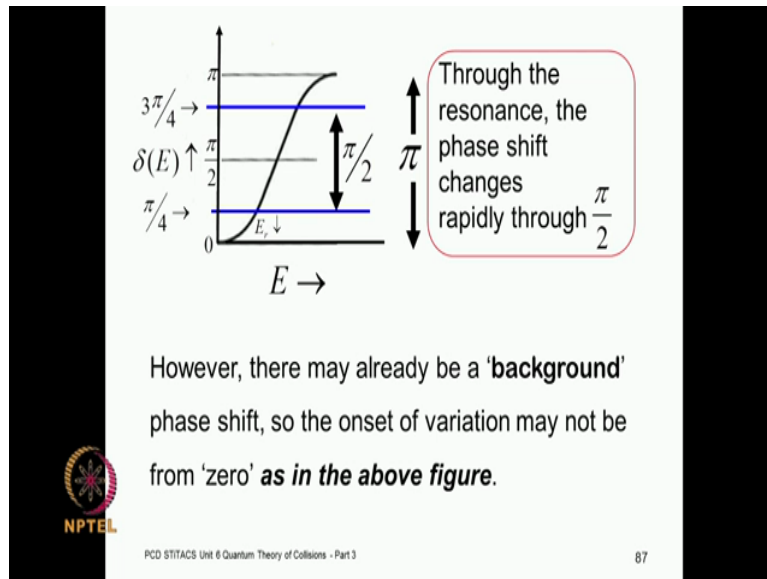 π
3π/4 →
δ(E) ↑ π/2
π/4 →
0
E_r ↓
E →
π/2
π
Through the
resonance, the
phase shift
changes
rapidly through π/2
However, there may already be a ‘background’
phase shift, so the onset of variation may not be
from ‘zero’ as in the above figure.
NPTEL
PCD STiTACS Unit 6 Quantum Theory of Collisions - Part 3
87